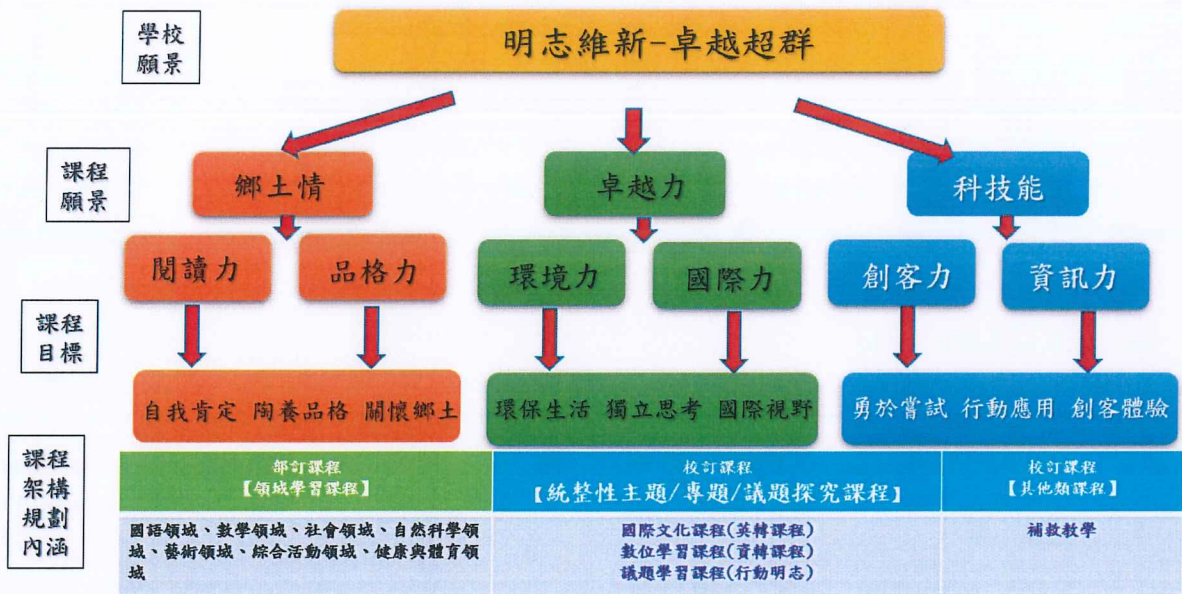 學校
願景
明志維新-卓越超群
課程
願景
鄉土情
卓越力
科技能
閱讀力
品格力
環境力
國際力
創客力
資訊力
課程
目標
自我肯定 陶養品格 關懷鄉土
環保生活 獨立思考 國際視野
勇於嘗試 行動應用 創客體驗
課程
架構
規劃
內涵
部訂課程
【領域學習課程】
校訂課程
【統整性主題/專題/議題探究課程】
校訂課程
【其他類課程】
國語領域、數學領域、社會領域、自然科學領
域、藝術領域、綜合活動領域、健康與體育領
域
國際文化課程(英轉課程)
數位學習課程(資轉課程)
議題學習課程(行動明志)
補救教學